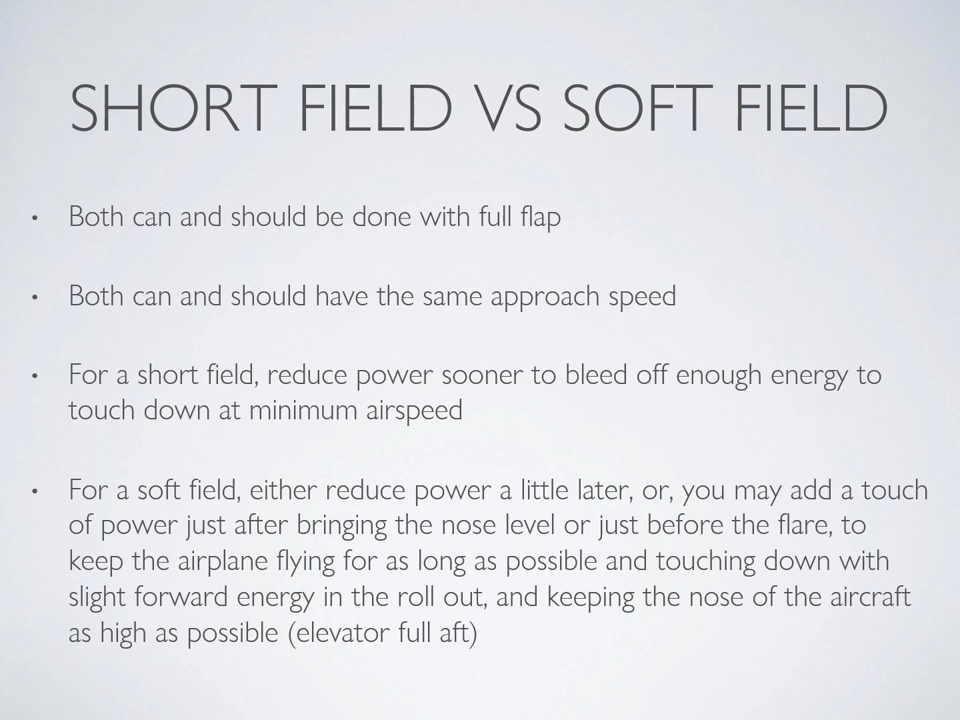 SHORT FIELD VS SOFT FIELD
• Both can and should be done with full flap
• Both can and should have the same approach speed
• For a short field, reduce power sooner to bleed off enough energy to
touch down at minimum airspeed
• For a soft field, either reduce power a little later, or, you may add a touch
of power just after bringing the nose level or just before the flare, to
keep the airplane flying for as long as possible and touching down with
slight forward energy in the roll out, and keeping the nose of the aircraft
as high as possible (elevator full aft)